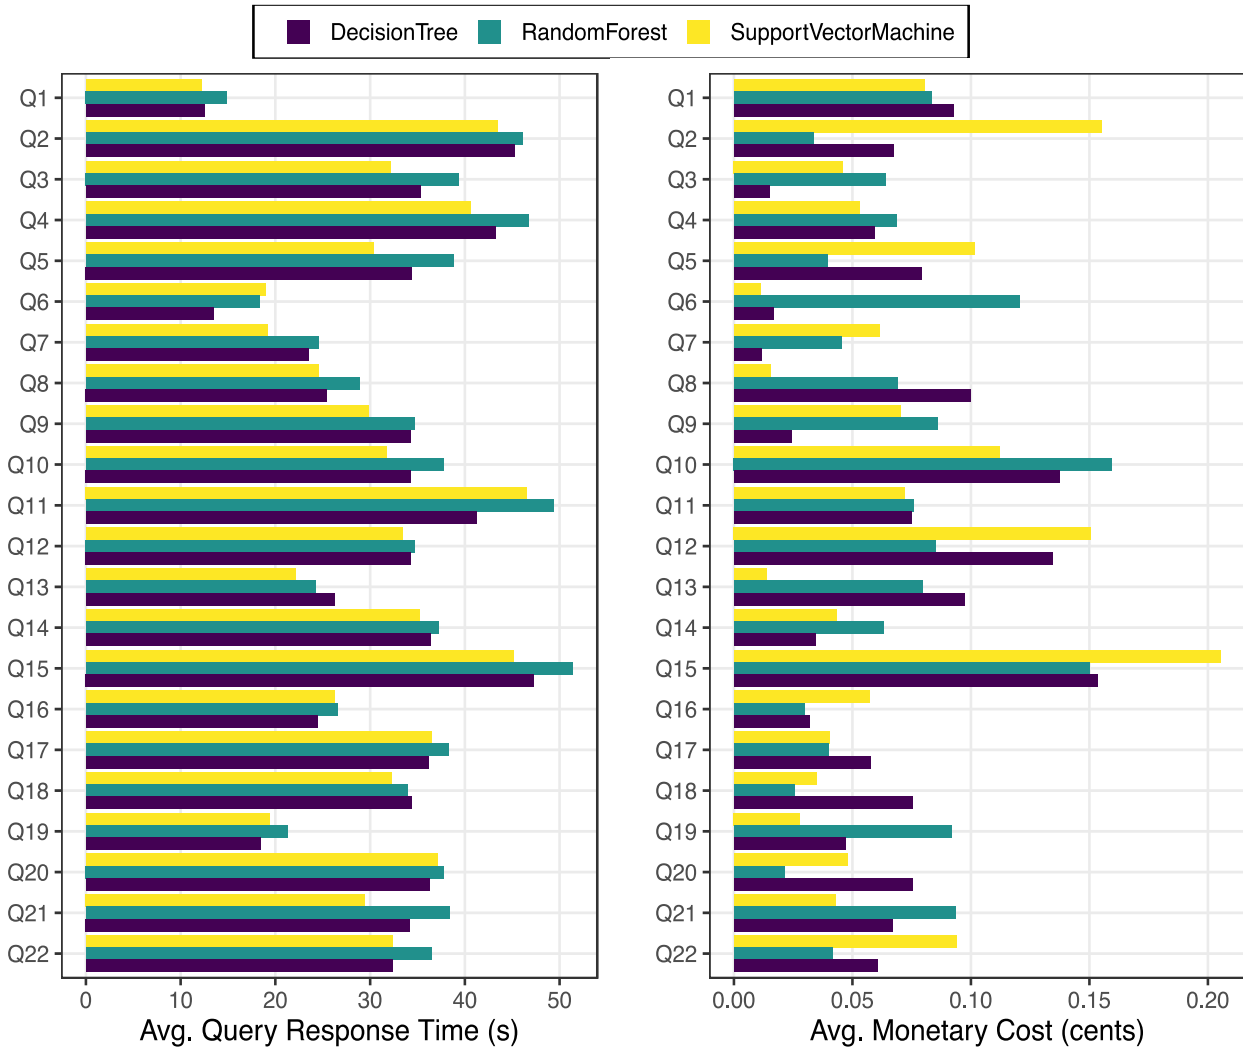 DecisionTree RandomForest SupportVectorMachine
Q1
Q2
Q3
Q4
Q5
Q6
Q7
Q8
Q9
Q10
Q11
Q12
Q13
Q14
Q15
Q16
Q17
Q18
Q19
Q20
Q21
Q22
0 10 20 30 40 50
Avg. Query Response Time (s)
Q1
Q2
Q3
Q4
Q5
Q6
Q7
Q8
Q9
Q10
Q11
Q12
Q13
Q14
Q15
Q16
Q17
Q18
Q19
Q20
Q21
Q22
0.00 0.05 0.10 0.15 0.20
Avg. Monetary Cost (cents)